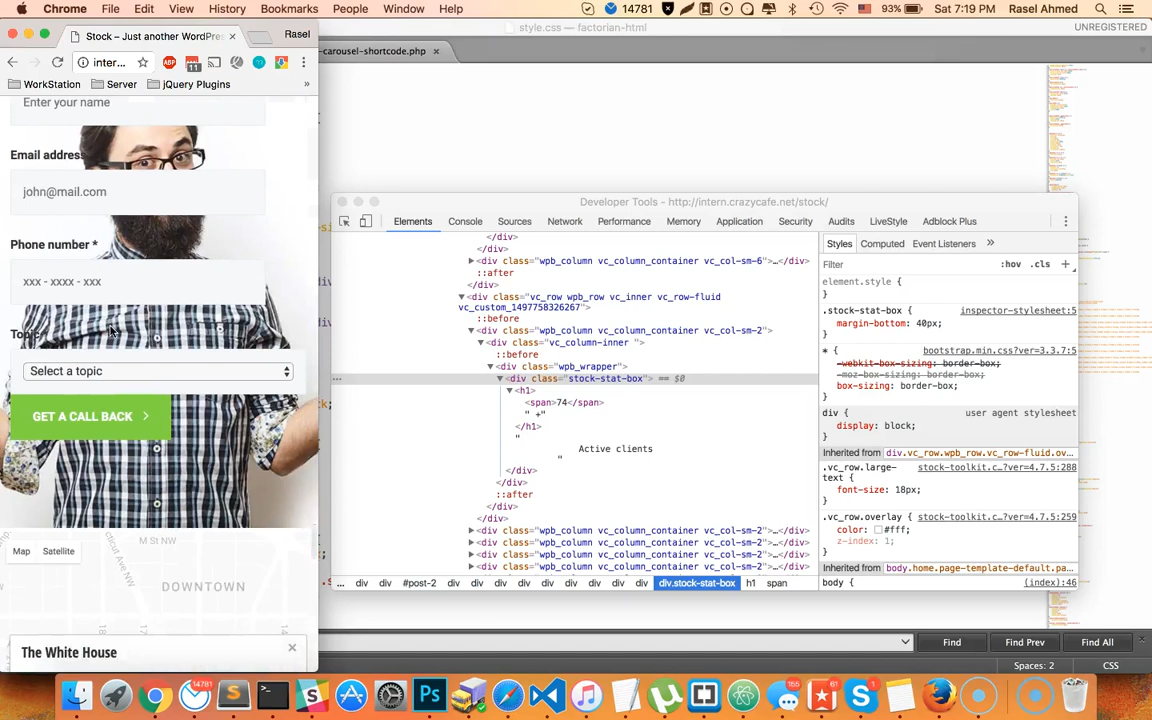 Chrome File Edit View History Bookmarks People Window Help 14781 93% Sat 7:19 PM Rasel Ahmed
style.css — factorian-html UNREGISTERED
Stock – Just another WordPre × Rasel
-carousel-shortcode.php ×
inter... ABP 11
WorkStation Server jQuery Plugins »
Enter your name
Email address
john@mail.com
Phone number *
xxx - xxxx - xxx
Topic
Select a topic
GET A CALL BACK >
M St NW
Map Satellite
DOWNTOWN
The White House ×
Developer Tools - http://intern.crazycafe.net/stock/
Elements Console Sources Network Performance Memory Application Security Audits LiveStyle Adblock Plus
</div>
</div>
▶<div class="wpb_column vc_column_container vc_col-sm-6">…</div>
::after
</div>
▼<div class="vc_row wpb_row vc_inner vc_row-fluid
vc_custom_1497758326267">
::before
▼<div class="wpb_column vc_column_container vc_col-sm-2">
▼<div class="vc_column-inner ">
::before
▼<div class="wpb_wrapper">
… ▼<div class="stock-stat-box"> == $0
▼<h1>
<span>74</span>
" +"
</h1>
"
Active clients
"
</div>
</div>
::after
</div>
</div>
▶<div class="wpb_column vc_column_container vc_col-sm-2">…</div>
▶<div class="wpb_column vc_column_container vc_col-sm-2">…</div>
▶<div class="wpb_column vc_column_container vc_col-sm-2">…</div>
▶<div class="wpb_column vc_column_container vc_col-sm-2">…</div>
... div div #post-2 div div div div div div div div div.stock-stat-box h1 span
Styles Computed Event Listeners »
Filter :hov .cls +
element.style {
}
.stock-stat-box { inspector-stylesheet:5
margin-bottom: 40px;
}
* { bootstrap.min.css?ver=3.3.7:5
-webkit-box-sizing: border-box;
-moz-box-sizing: border-box;
box-sizing: border-box;
}
div { user agent stylesheet
display: block;
}
Inherited from div.vc_row.wpb_row.vc_row-fluid.ov…
.vc_row.large- stock-toolkit.c…?ver=4.7.5:288
text {
font-size: 18px;
}
.vc_row.overlay { stock-toolkit.c…?ver=4.7.5:259
color: #fff;
z-index: 1;
}
Inherited from body.home.page-template-default.pa…
body { (index):46
Find Find Prev Find All
Spaces: 2 CSS
14781 155 61 1